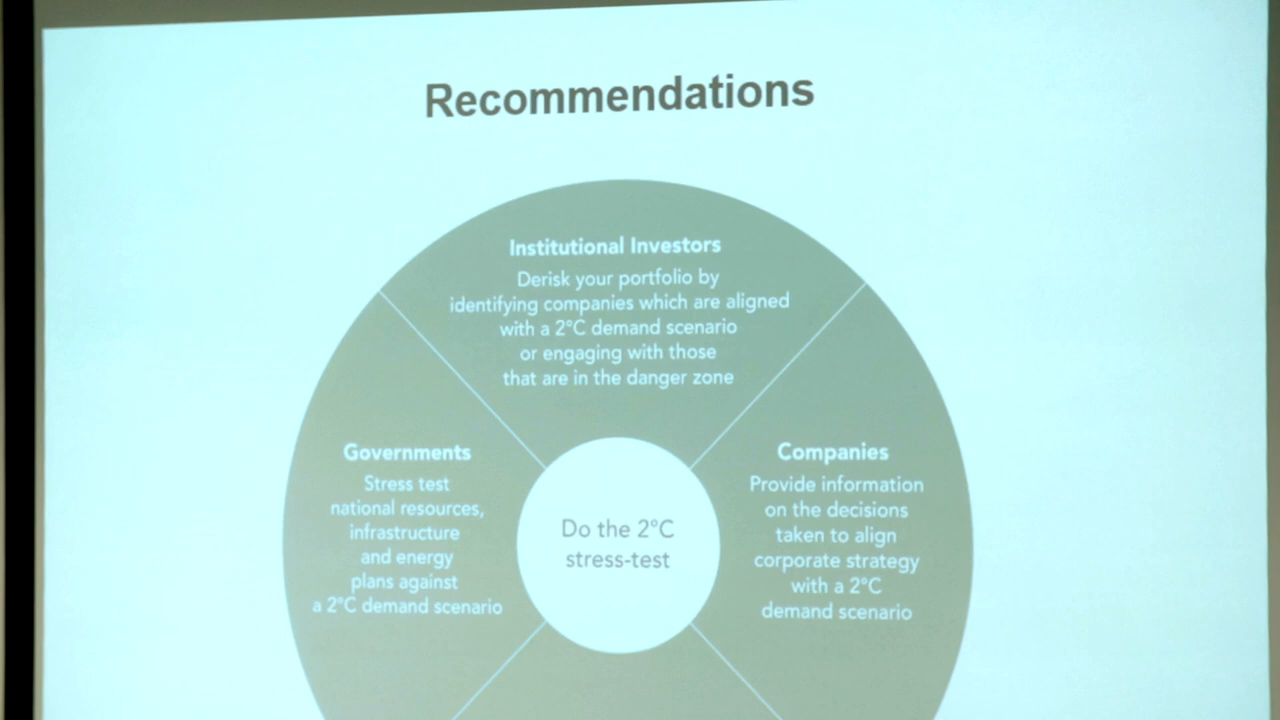 Recommendations
Institutional Investors
Derisk your portfolio by
identifying companies which are aligned
with a 2°C demand scenario
or engaging with those
that are in the danger zone
Governments
Stress test
national resources,
infrastructure
and energy
plans against
a 2°C demand scenario
Do the 2°C
stress-test
Companies
Provide information
on the decisions
taken to align
corporate strategy
with a 2°C
demand scenario